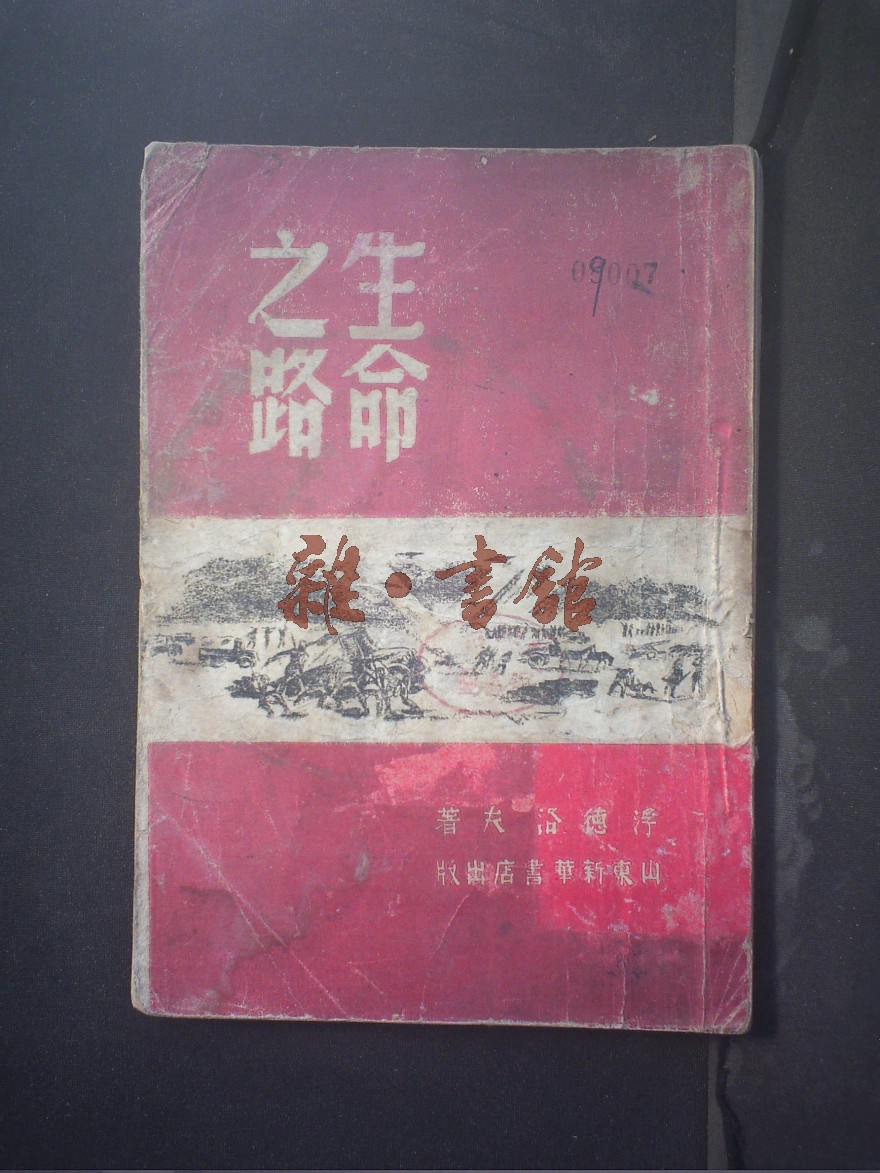 生命
之路
09007
雜·書館
浮德洛夫著
山東新華書店出版